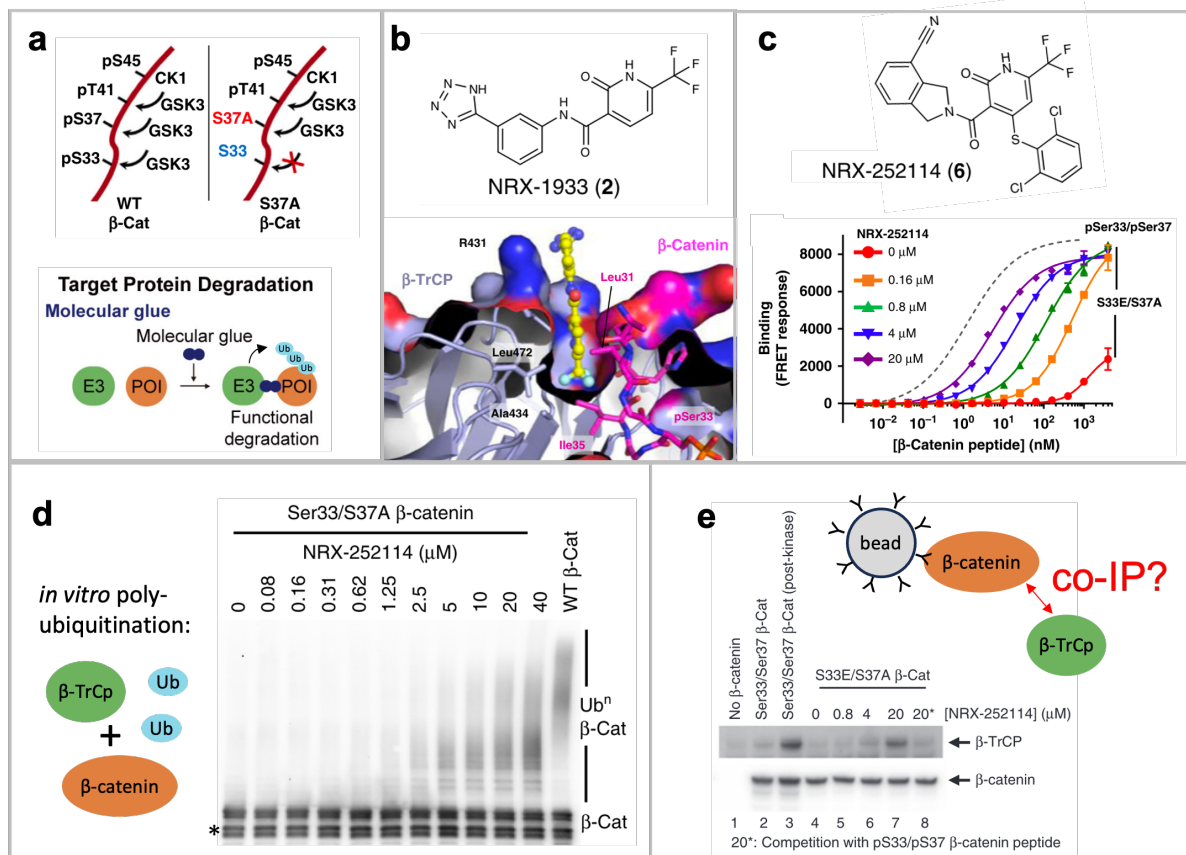 a
pS45
CK1
pT41
GSK3
pS37
GSK3
pS33
GSK3
WT
β-Cat
pS45
CK1
pT41
GSK3
S37A
GSK3
S33
S37A
β-Cat
Target Protein Degradation
Molecular glue
Molecular glue
E3
POI
E3
POI
Ub
Ub
Ub
Functional
degradation
b
N
N
N
NH
H
N
O
O
H
N
F
F
F
NRX-1933 (2)
R431
β-TrCP
β-Catenin
Leu31
Leu472
Ala434
pSer33
Ile35
c
N
O
NH
F
F
F
N
O
S
Cl
Cl
NRX-252114 (6)
NRX-252114
0 μM
0.16 μM
0.8 μM
4 μM
20 μM
pSer33/pSer37
S33E/S37A
Binding
(FRET response)
8000
6000
4000
2000
0
10⁻² 10⁻¹ 10⁰ 10¹ 10² 10³
[β-Catenin peptide] (nM)
d
in vitro poly-
ubiquitination:
β-TrCp
Ub
Ub
+
β-catenin
Ser33/S37A β-catenin
NRX-252114 (μM)
0 0.08 0.16 0.31 0.62 1.25 2.5 5 10 20 40 WT β-Cat
Ubⁿ
β-Cat
β-Cat
*
e
bead
β-catenin
co-IP?
β-TrCp
No β-catenin
Ser33/Ser37 β-Cat
Ser33/Ser37 β-Cat (post-kinase)
S33E/S37A β-Cat
0 0.8 4 20 20* [NRX-252114] (μM)
β-TrCP
β-catenin
1 2 3 4 5 6 7 8
20*: Competition with pS33/pS37 β-catenin peptide